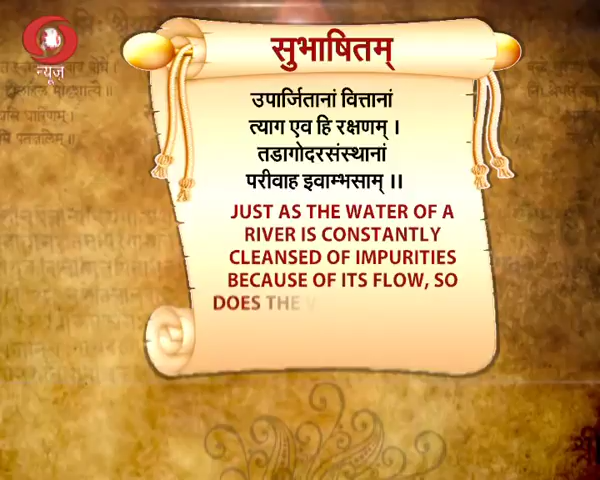 न्यूज़
सुभाषितम्
उपार्जितानां वित्तानां
त्याग एव हि रक्षणम् ।
तडागोदरसंस्थानां
परीवाह इवाम्भसाम् ।।
JUST AS THE WATER OF A
RIVER IS CONSTANTLY
CLEANSED OF IMPURITIES
BECAUSE OF ITS FLOW, SO
DOES THE